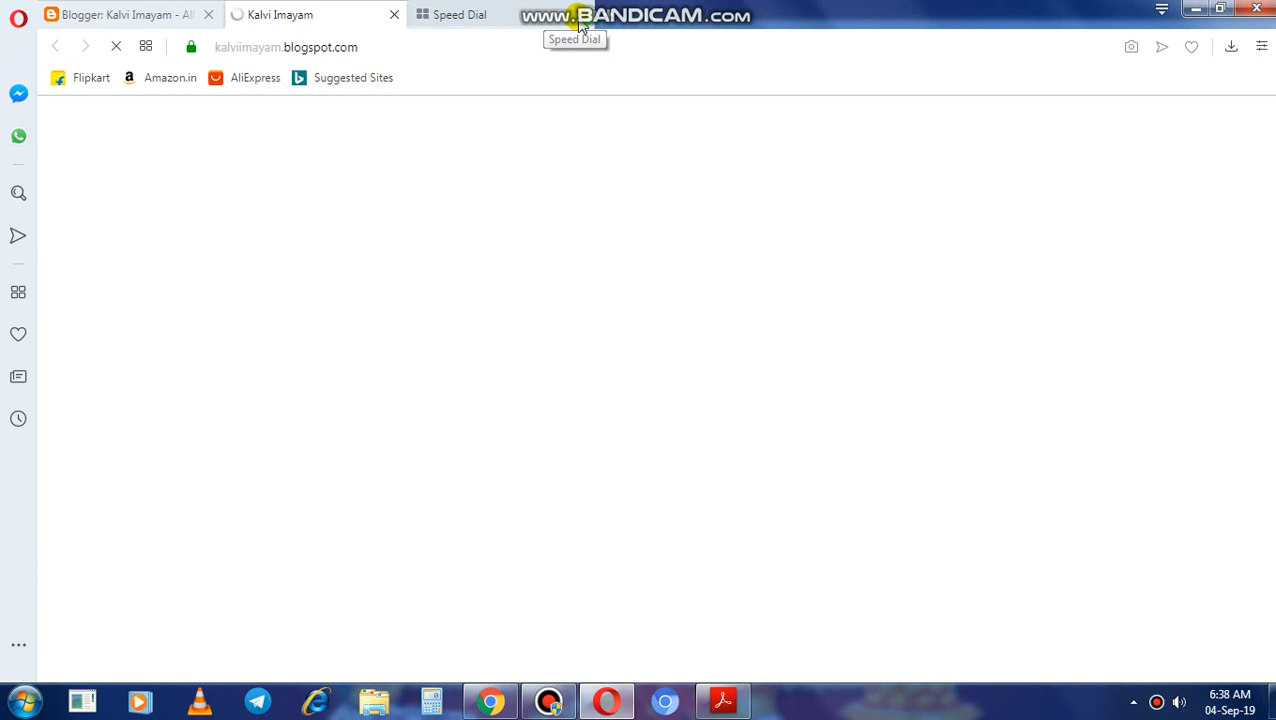 Blogger: Kalvi Imayam - All
Kalvi Imayam
Speed Dial
www.BANDICAM.com
Speed Dial
kalviimayam.blogspot.com
Flipkart
Amazon.in
AliExpress
Suggested Sites
6:38 AM
04-Sep-19